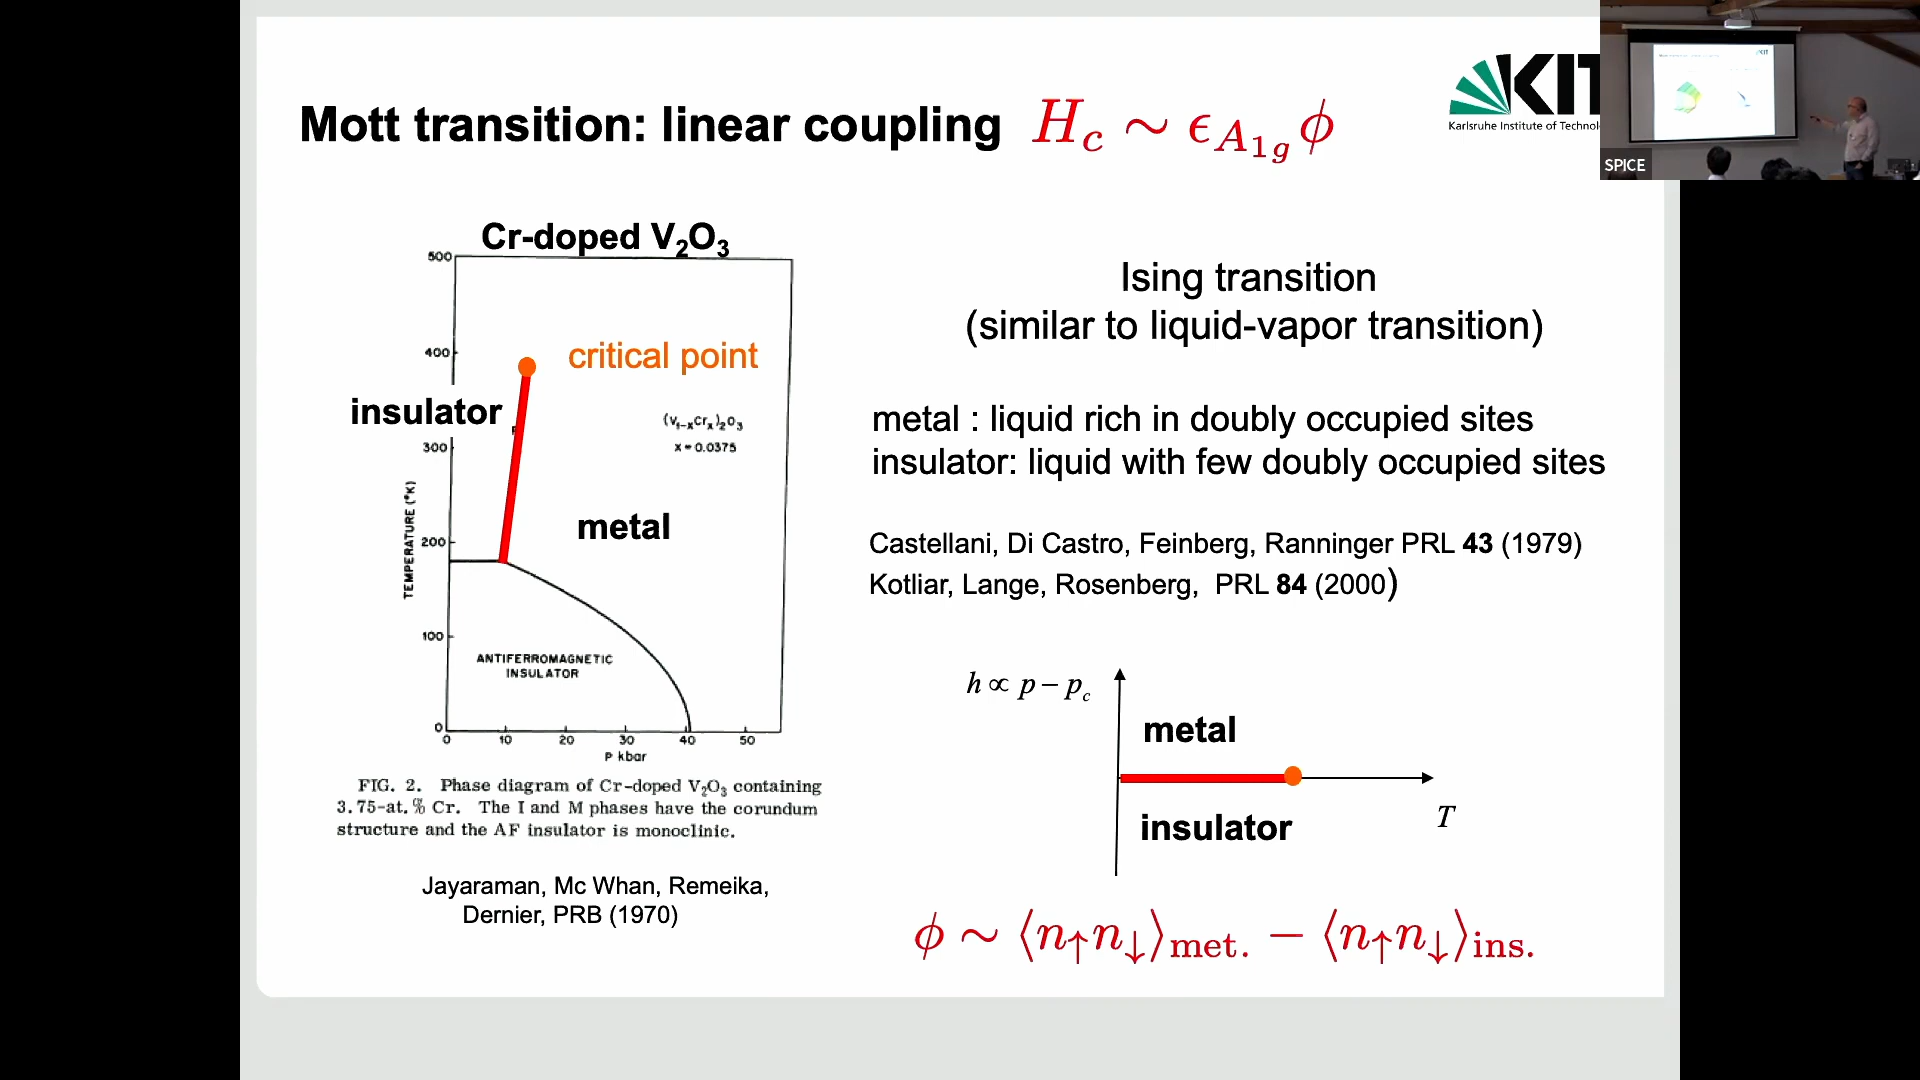 Mott transition: linear coupling H_c ~ ϵ_{A_{1g}} ϕ
KIT
Karlsruhe Institute of Technol
SPICE
Cr-doped V₂O₃
500
400
300
200
100
0
TEMPERATURE (°K)
critical point
insulator
(V₁₋ₓCrₓ)₂O₃
x = 0.0375
metal
ANTIFERROMAGNETIC
INSULATOR
0 10 20 30 40 50
P kbar
FIG. 2. Phase diagram of Cr-doped V₂O₃ containing
3.75-at. % Cr. The I and M phases have the corundum
structure and the AF insulator is monoclinic.
Jayaraman, Mc Whan, Remeika,
Dernier, PRB (1970)
Ising transition
(similar to liquid-vapor transition)
metal : liquid rich in doubly occupied sites
insulator: liquid with few doubly occupied sites
Castellani, Di Castro, Feinberg, Ranninger PRL 43 (1979)
Kotliar, Lange, Rosenberg, PRL 84 (2000)
h ∝ p − p_c
metal
insulator
T
ϕ ~ ⟨n↑n↓⟩met. − ⟨n↑n↓⟩ins.